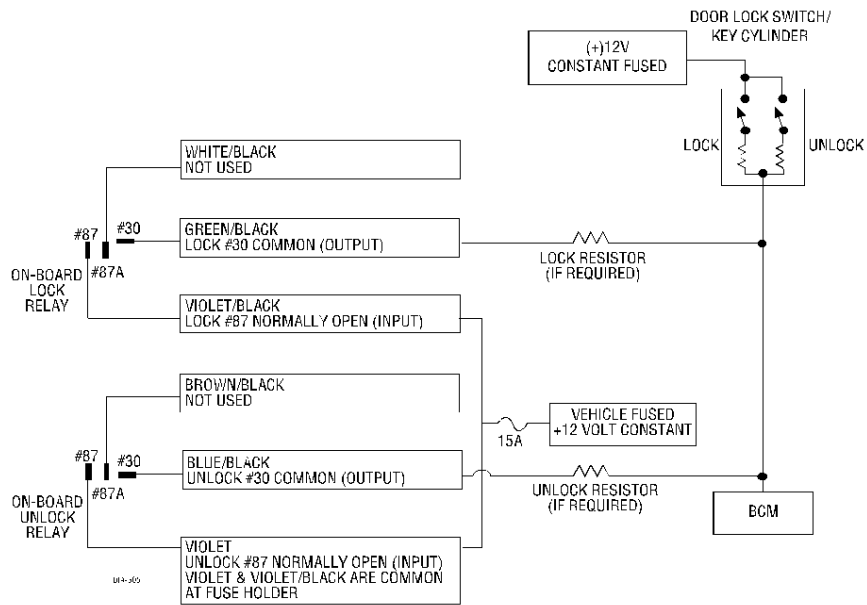 DOOR LOCK SWITCH/
KEY CYLINDER
(+)12V
CONSTANT FUSED
LOCK
UNLOCK
WHITE/BLACK
NOT USED
#87
#30
#87A
GREEN/BLACK
LOCK #30 COMMON (OUTPUT)
LOCK RESISTOR
(IF REQUIRED)
ON-BOARD
LOCK
RELAY
VIOLET/BLACK
LOCK #87 NORMALLY OPEN (INPUT)
BROWN/BLACK
NOT USED
VEHICLE FUSED
+12 VOLT CONSTANT
15A
#87
#30
#87A
BLUE/BLACK
UNLOCK #30 COMMON (OUTPUT)
UNLOCK RESISTOR
(IF REQUIRED)
BCM
ON-BOARD
UNLOCK
RELAY
VIOLET
UNLOCK #87 NORMALLY OPEN (INPUT)
VIOLET & VIOLET/BLACK ARE COMMON
AT FUSE HOLDER